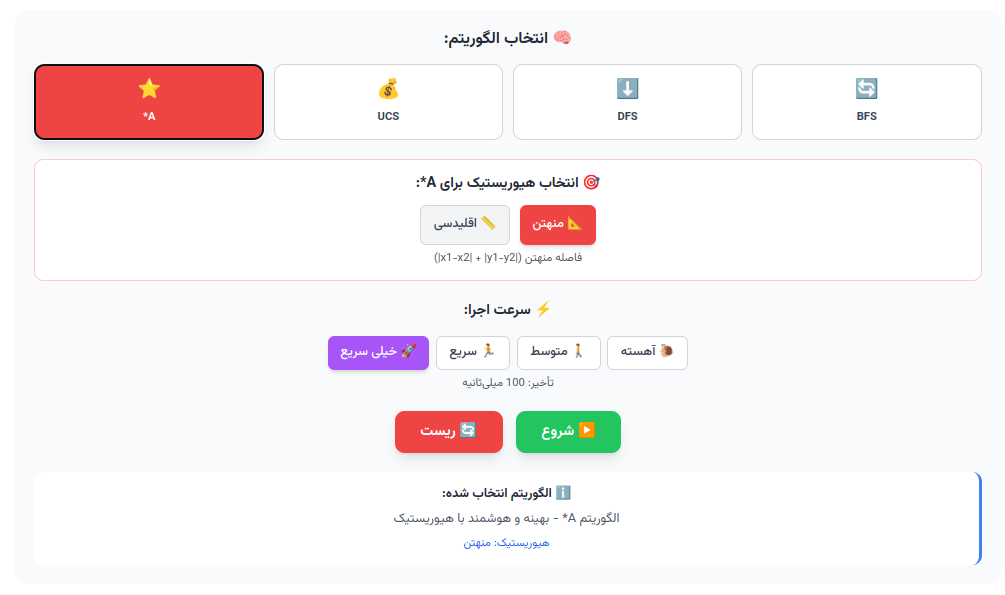 🧠 انتخاب الگوریتم:
🔄 BFS
⬇️ DFS
💰 UCS
⭐ A*
🎯 انتخاب هیوریستیک برای A*:
📐 منهتن
📏 اقلیدسی
فاصله منهتن (|x1-x2| + |y1-y2|)
⚡ سرعت اجرا:
🐌 آهسته
🚶 متوسط
🏃 سریع
🚀 خیلی سریع
تأخیر: 100 میلی‌ثانیه
▶️ شروع
🔄 ریست
ℹ️ الگوریتم انتخاب شده:
الگوریتم A* - بهینه و هوشمند با هیوریستیک
هیوریستیک: منهتن